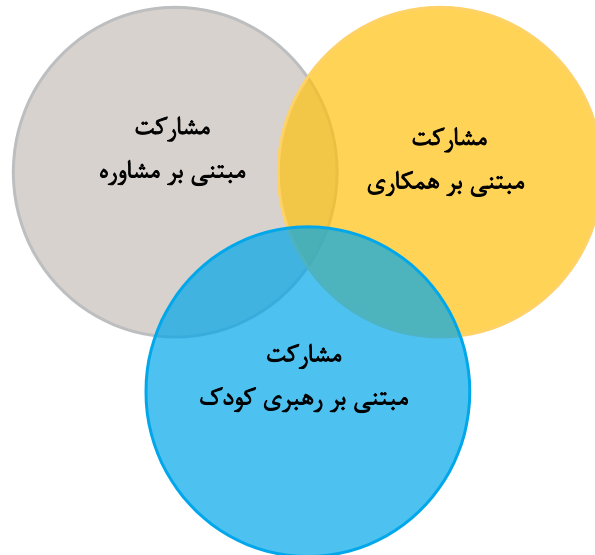 مشارکت
مبتنی بر همکاری
مشارکت
مبتنی بر مشاوره
مشارکت
مبتنی بر رهبری کودک